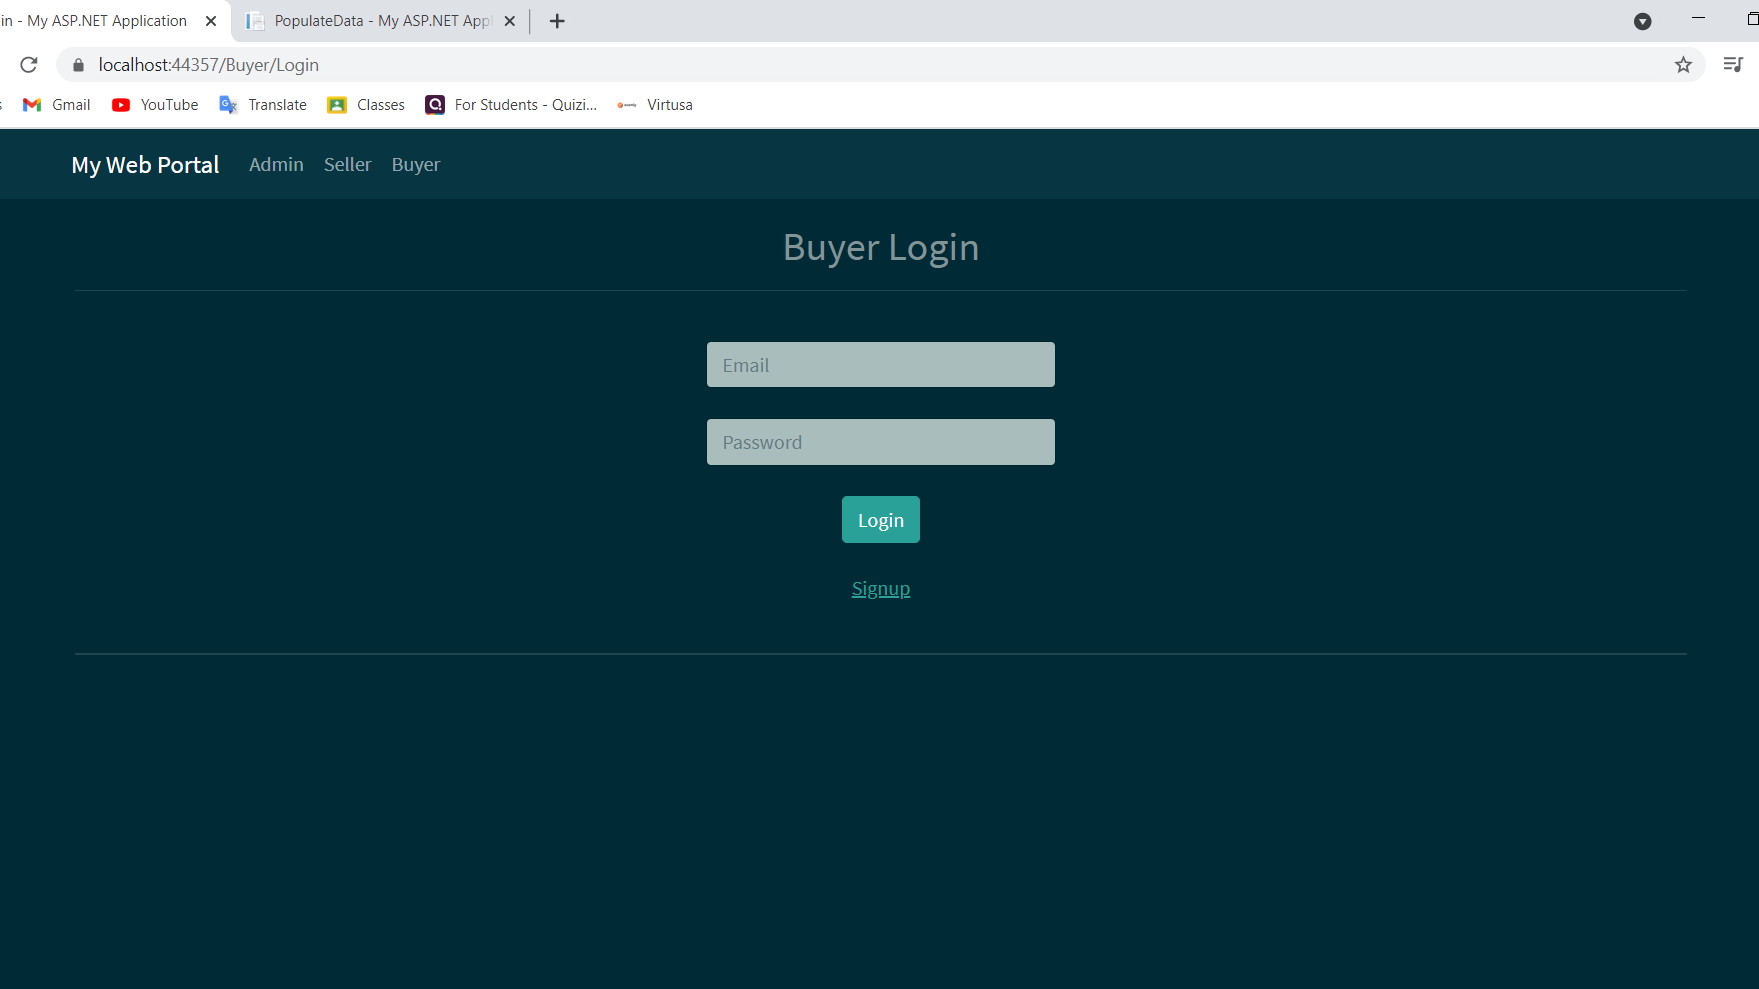 in - My ASP.NET Application
PopulateData - My ASP.NET Appl
localhost:44357/Buyer/Login
Gmail
YouTube
Translate
Classes
For Students - Quizi...
Virtusa
My Web Portal
Admin
Seller
Buyer
Buyer Login
Email
Password
Login
Signup